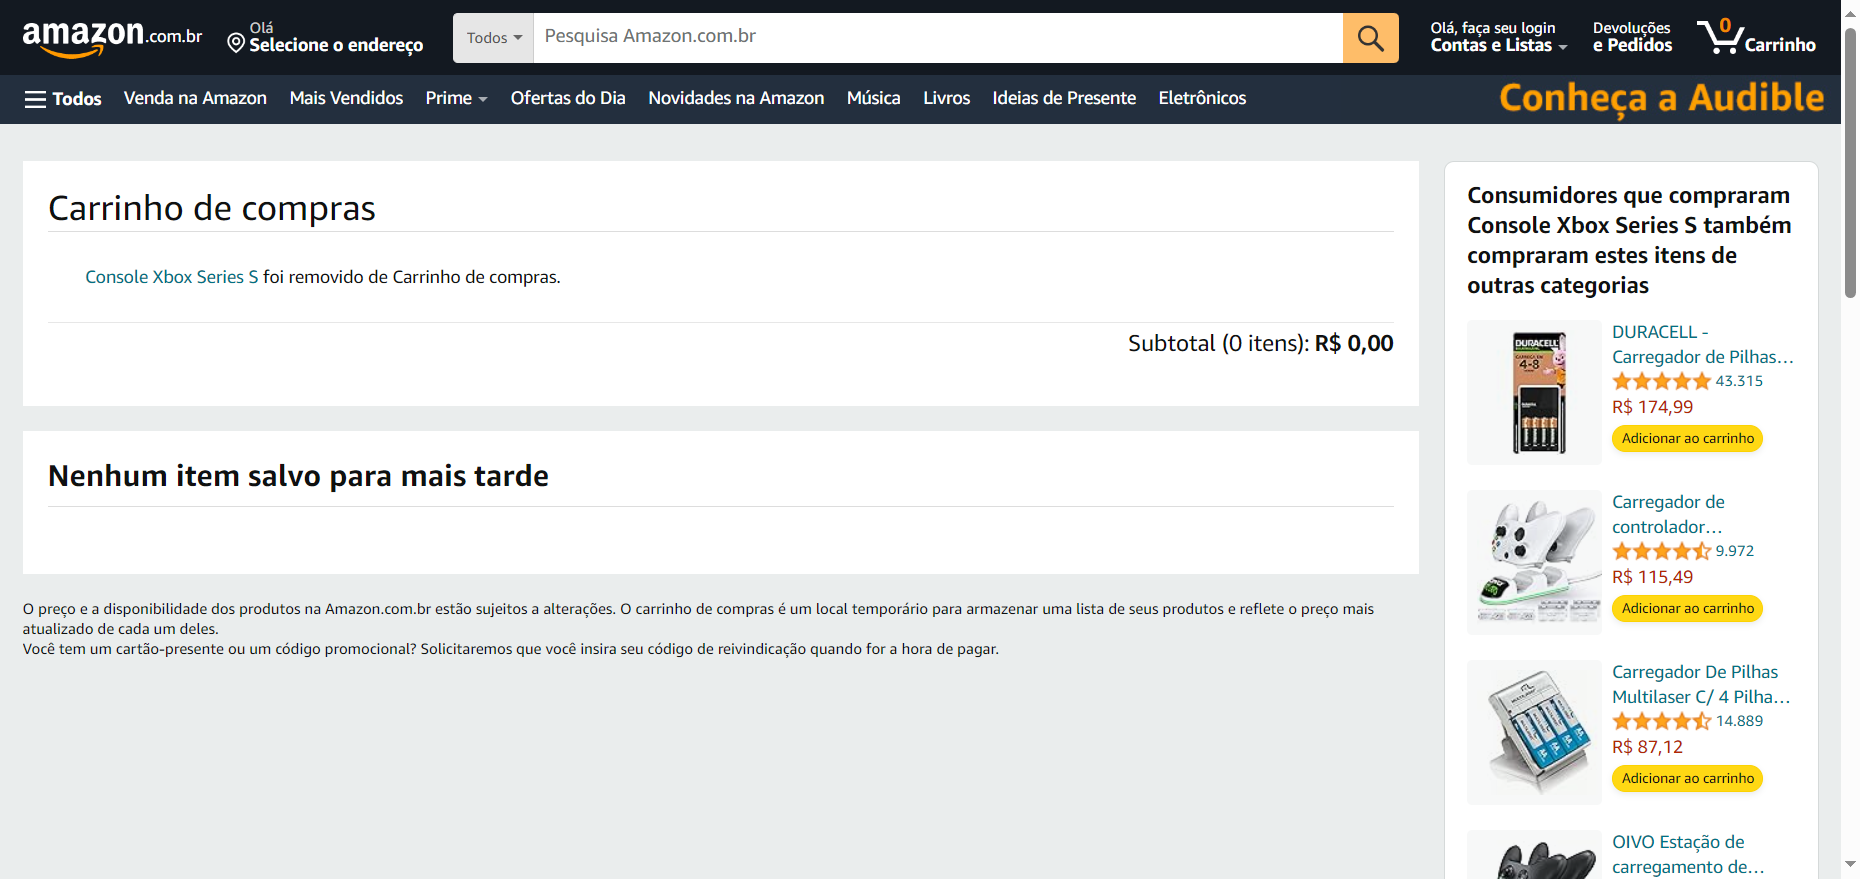 amazon.com.br
Olá
Selecione o endereço
Todos
Pesquisa Amazon.com.br
Olá, faça seu login
Contas e Listas
Devoluções
e Pedidos
0
Carrinho
Todos
Venda na Amazon
Mais Vendidos
Prime
Ofertas do Dia
Novidades na Amazon
Música
Livros
Ideias de Presente
Eletrônicos
Conheça a Audible
Carrinho de compras
Console Xbox Series S foi removido de Carrinho de compras.
Subtotal (0 itens): R$ 0,00
Nenhum item salvo para mais tarde
O preço e a disponibilidade dos produtos na Amazon.com.br estão sujeitos a alterações. O carrinho de compras é um local temporário para armazenar uma lista de seus produtos e reflete o preço mais
atualizado de cada um deles.
Você tem um cartão-presente ou um código promocional? Solicitaremos que você insira seu código de reivindicação quando for a hora de pagar.
Consumidores que compraram
Console Xbox Series S também
compraram estes itens de
outras categorias
DURACELL
4-8
DURACELL -
Carregador de Pilhas…
43.315
R$ 174,99
Adicionar ao carrinho
Carregador de
controlador…
9.972
R$ 115,49
Adicionar ao carrinho
Carregador De Pilhas
Multilaser C/ 4 Pilha…
14.889
R$ 87,12
Adicionar ao carrinho
OIVO Estação de
carregamento de…